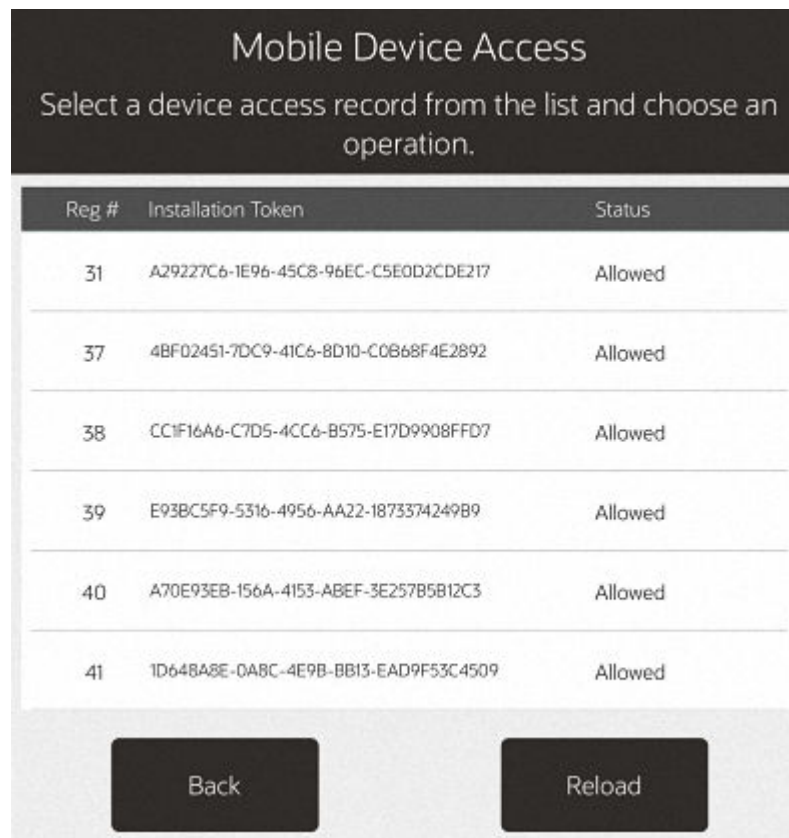 Mobile Device Access
Select a device access record from the list and choose an
operation.
Reg # Installation Token Status
31 A29227C6-1E96-45C8-96EC-C5E0D2CDE217 Allowed
37 4BF02451-7DC9-41C6-8D10-C0B68F4E2892 Allowed
38 CC1F16A6-C7D5-4CC6-B575-E17D9908FFD7 Allowed
39 E93BC5F9-5316-4956-AA22-1873374249B9 Allowed
40 A70E93EB-156A-4153-ABEF-3E257B5B12C3 Allowed
41 1D648A8E-0A8C-4E9B-BB13-EAD9F53C4509 Allowed
Back Reload